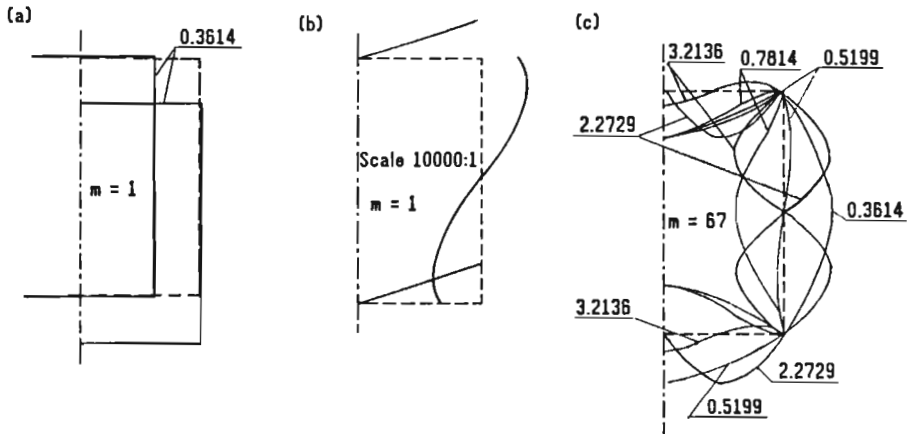 (a)
0.3614
m = 1
(b)
Scale 10000:1
m = 1
(c)
3.2136
0.7814
0.5199
2.2729
0.3614
m = 67
3.2136
2.2729
0.5199